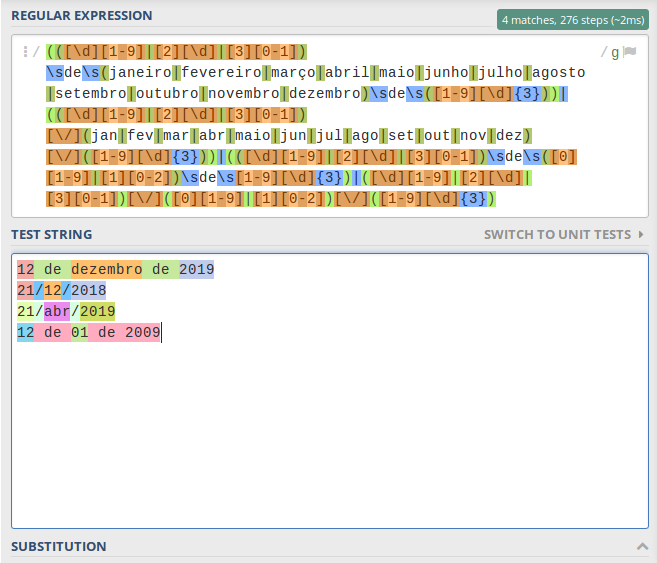 REGULAR EXPRESSION
4 matches, 276 steps (~2ms)
/ (([\d][1-9]|[2][\d]|[3][0-1]) / g
\sde\s(janeiro|fevereiro|março|abril|maio|junho|julho|agosto
|setembro|outubro|novembro|dezembro)\sde\s([1-9][\d]{3}))|
(([\d][1-9]|[2][\d]|[3][0-1])
[\/](jan|fev|mar|abr|maio|jun|jul|ago|set|out|nov|dez)
[\/]([1-9][\d]{3}))|(([\d][1-9]|[2][\d]|[3][0-1])\sde\s([0]
[1-9]|[1][0-2])\sde\s[1-9][\d]{3})|([\d][1-9]|[2][\d]|
[3][0-1])[\/]([0][1-9]|[1][0-2])[\/]([1-9][\d]{3})
TEST STRING
SWITCH TO UNIT TESTS
12 de dezembro de 2019
21/12/2018
21/abr/2019
12 de 01 de 2009
SUBSTITUTION